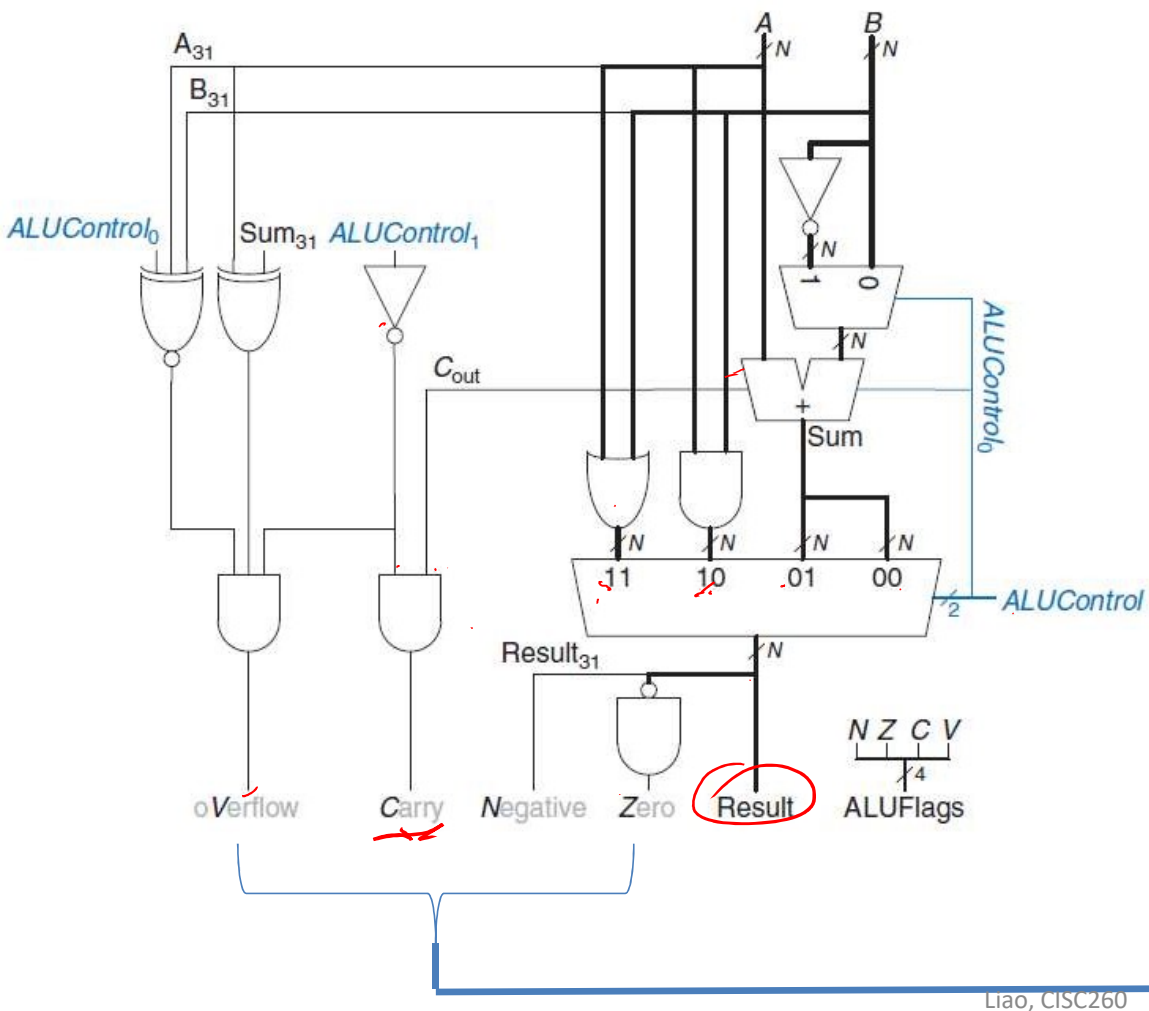 A B
N N
A31
B31
ALUControl0 Sum31 ALUControl1
N
1 0
N
ALUControl0
Cout
+
Sum
N N N N
11 10 01 00
2 ALUControl
Result31 N
N Z C V
4
oVerflow Carry Negative Zero Result ALUFlags
Liao, CISC260